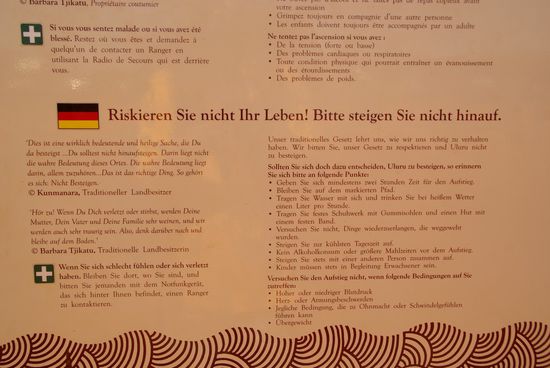 © Barbara Tjikatu, Propriétaire coutumier
Si vous vous sentez malade ou si vous avez été
blessé. Restez où vous êtes et demandez à
quelqu'un de contacter un Ranger en
utilisant la Radio de Secours qui est derrière
vous.
votre ascension
• Grimpez toujours en compagnie d'une autre personne
• Les enfants doivent toujours être accompagnés par un adulte
Ne tentez pas l'ascension si vous avez :
• De la tension (forte ou basse)
• Des problèmes cardiaques ou respiratoires
• Toute condition physique qui pourrait entraîner un évanouissement
ou des étourdissements
• Des problèmes de poids.
Riskieren Sie nicht Ihr Leben! Bitte steigen Sie nicht hinauf.
'Dies ist eine wirklich bedeutende und heilige Sache, die Du
da besteigst ...Du solltest nicht hinaufsteigen. Darin liegt nicht
die wahre Bedeutung dieses Ortes. Die wahre Bedeutung liegt
darin, allem zuzuhören...Das ist das richtige Ding. So gehört
es sich: Nicht Besteigen.'
© Kunmanara, Traditioneller Landbesitzer
'Hör zu! Wenn Du Dich verletzt oder stirbst, werden Deine
Mutter, Dein Vater und Deine Familie sehr weinen, und wir
werden auch sehr traurig sein. Also, denk darüber nach und
bleibe auf dem Boden.'
© Barbara Tjikatu, Traditionelle Landbesitzerin
Wenn Sie sich schlecht fühlen oder sich verletzt
haben. Bleiben Sie dort, wo Sie sind, und
bitten Sie jemanden mit dem Notfunkgerät,
das sich hinter Ihnen befindet, einen Ranger
zu kontaktieren.
Unser traditionelles Gesetz lehrt uns, wie wir uns richtig zu verhalten
haben. Wir bitten Sie, unser Gesetz zu respektieren und Uluru nicht
zu besteigen.
Sollten Sie sich doch dazu entscheiden, Uluru zu besteigen, so erinnern
Sie sich bitte an folgende Punkte:
• Geben Sie sich mindestens zwei Stunden Zeit für den Aufstieg.
• Bleiben Sie auf dem markierten Pfad.
• Tragen Sie Wasser mit sich und trinken Sie bei heißem Wetter
einen Liter pro Stunde.
• Tragen Sie festes Schuhwerk mit Gummisohlen und einen Hut mit
einem festen Band.
• Versuchen Sie nicht, Dinge wiederzuerlangen, die weggeweht
wurden.
• Steigen Sie zur kühlsten Tageszeit auf.
• Kein Alkoholkonsum oder größere Mahlzeiten vor dem Aufstieg.
• Steigen Sie stets mit einer anderen Person zusammen auf.
• Kinder müssen stets in Begleitung Erwachsener sein.
Versuchen Sie den Aufstieg nicht, wenn folgende Bedingungen auf Sie
zutreffen:
• Hoher oder niedriger Blutdruck
• Herz- oder Atmungsbeschwerden
• Jegliche Bedingung, die zu Ohnmacht oder Schwindelgefühlen
führen kann
• Übergewicht